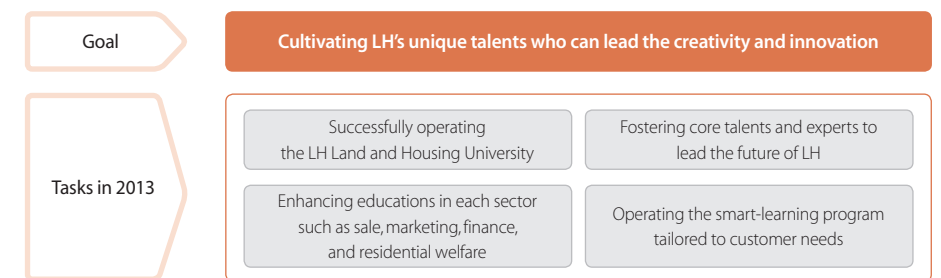 Goal
Cultivating LH's unique talents who can lead the creativity and innovation
Tasks in 2013
Successfully operating
the LH Land and Housing University
Fostering core talents and experts to
lead the future of LH
Enhancing educations in each sector
such as sale, marketing, finance,
and residential welfare
Operating the smart-learning program
tailored to customer needs